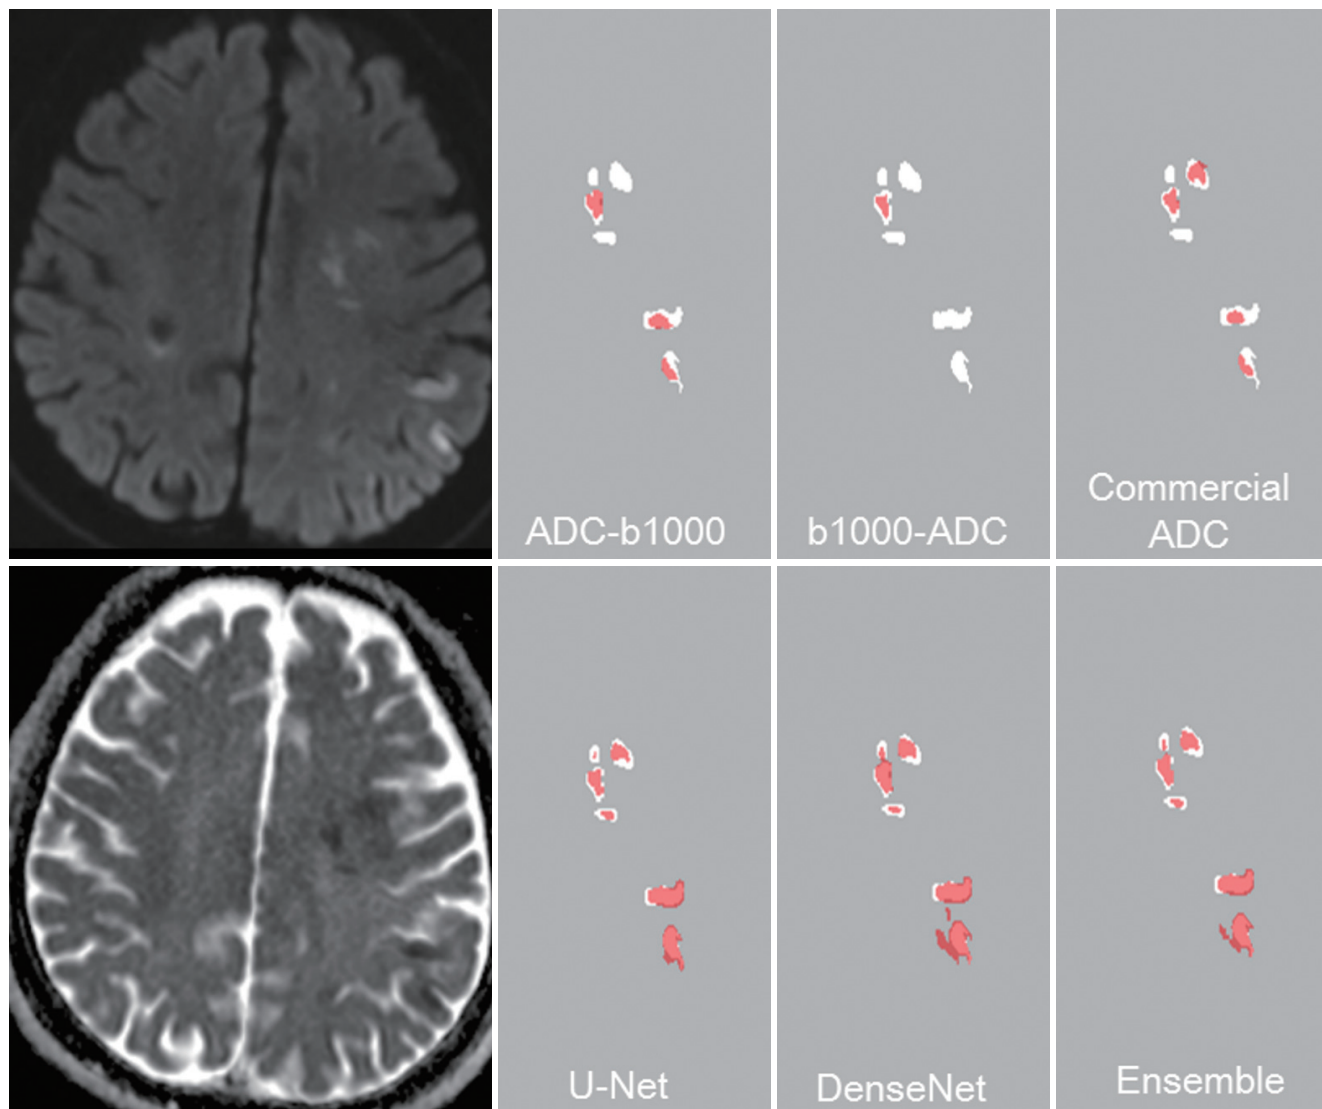 ADC-b1000
b1000-ADC
Commercial
ADC
U-Net
DenseNet
Ensemble